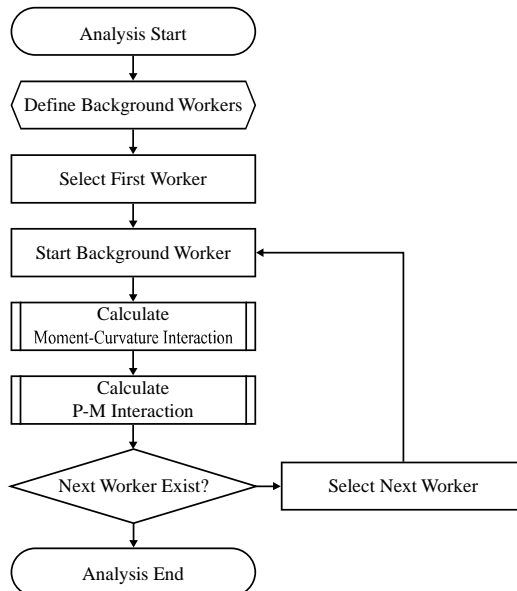 Analysis Start
Define Background Workers
Select First Worker
Start Background Worker
Calculate
Moment-Curvature Interaction
Calculate
P-M Interaction
Next Worker Exist?
Select Next Worker
Analysis End